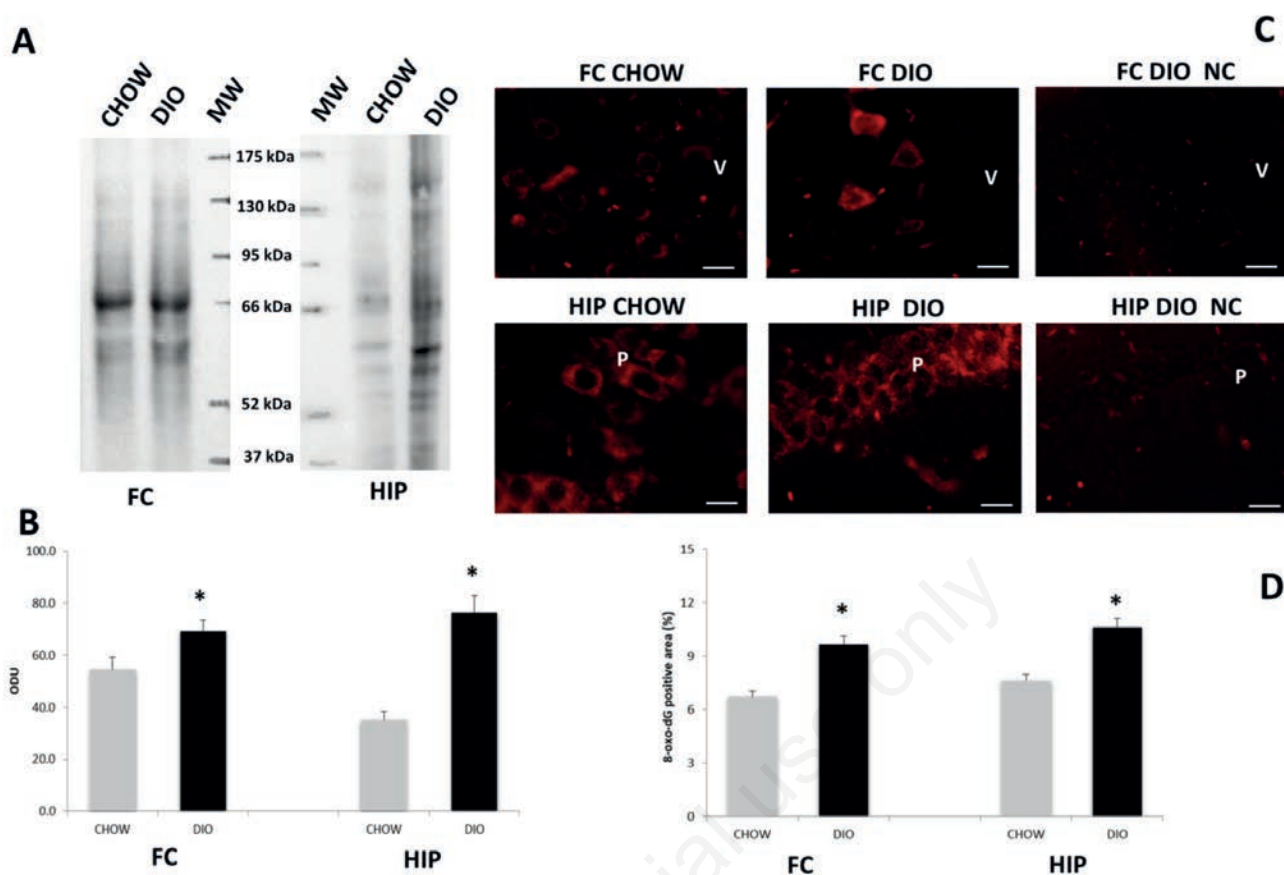 A
CHOW
DIO
MW
MW
CHOW
DIO
175 kDa
130 kDa
95 kDa
66 kDa
52 kDa
37 kDa
FC
HIP
C
FC CHOW
FC DIO
FC DIO NC
V
V
V
HIP CHOW
HIP DIO
HIP DIO NC
P
P
P
B
100.0
80.0
60.0
40.0
20.0
0.0
ODU
*
*
CHOW
DIO
CHOW
DIO
FC
HIP
D
15
12
9
6
3
0
8-oxo-dG positive area (%)
*
*
CHOW
DIO
CHOW
DIO
FC
HIP
ial use only